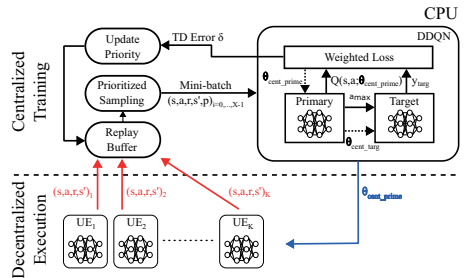 CPU
DDQN
Centralized
Training
Update
Priority
TD Error δ
Weighted Loss
Prioritized
Sampling
Mini-batch
(s,a,r,s',p)i=0,...,X-1
θcent_prime
Q(s,a;θcent_prime)
ytarg
Primary
amax
Target
θcent_targ
Replay
Buffer
Decentralized
Execution
(s,a,r,s')1
(s,a,r,s')2
(s,a,r,s')K
θcent_prime
UE1
UE2
UEK